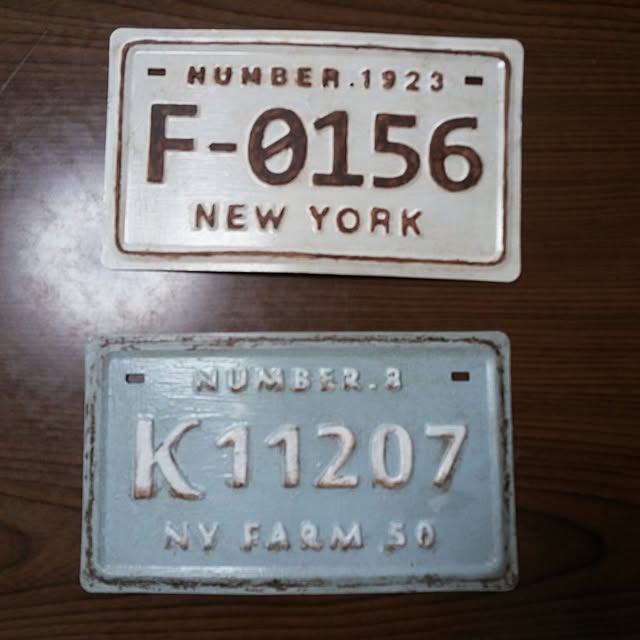 NUMBER.1923
F-0156
NEW YORK
NUMBER.8
K11207
NY FARM 50